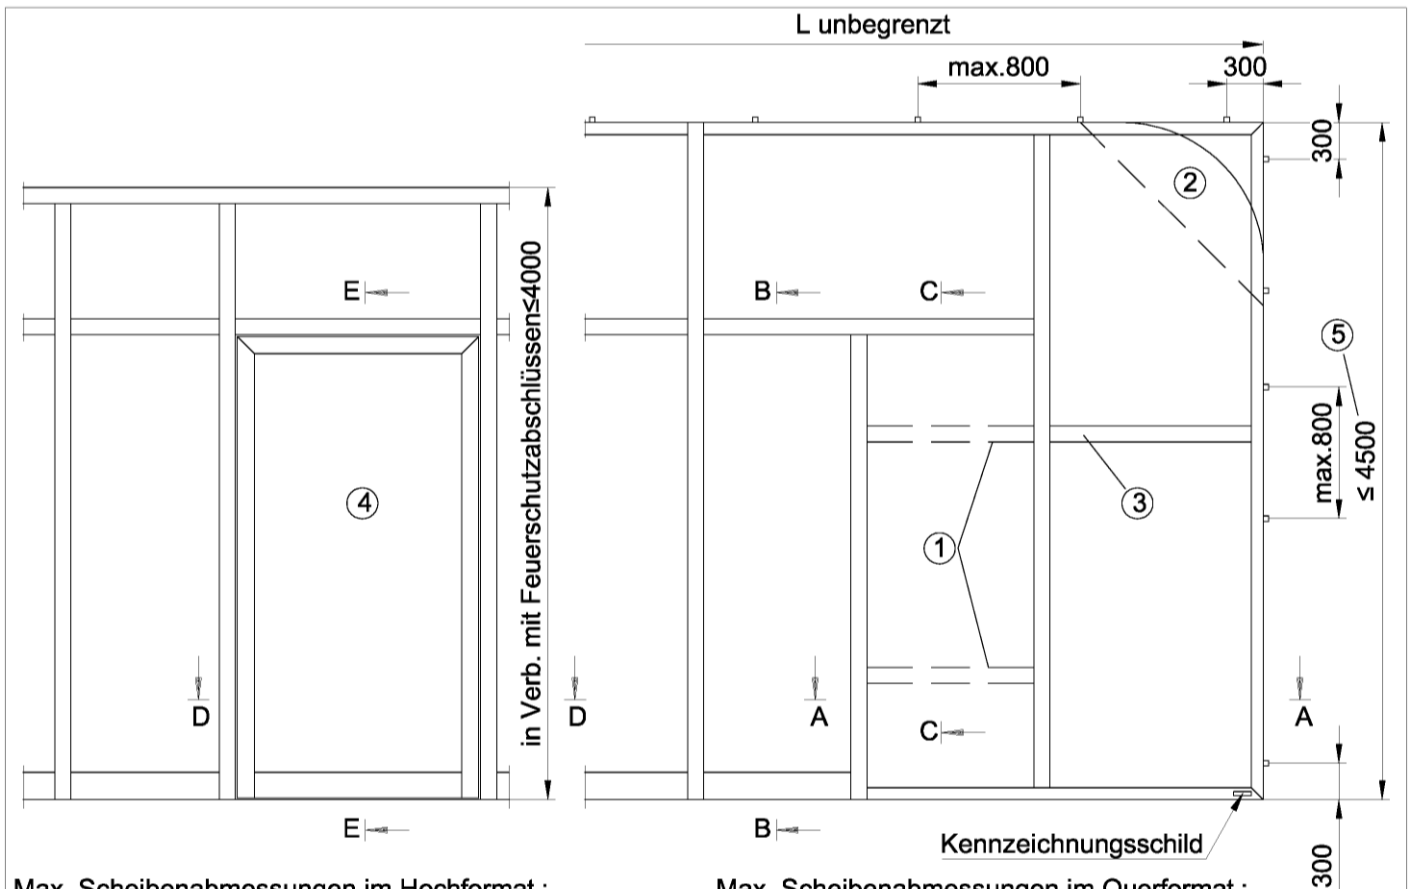 L unbegrenzt
max.800
300
300
2
E
B
C
in Verb. mit Feuerschutzabschlüssen≤4000
5
max.800
≤ 4500
4
3
1
D
D
A
A
C
E
B
Kennzeichnungsschild
300
Max. Scheibenabmessungen im Hochformat :
Max. Scheibenabmessungen im Querformat :